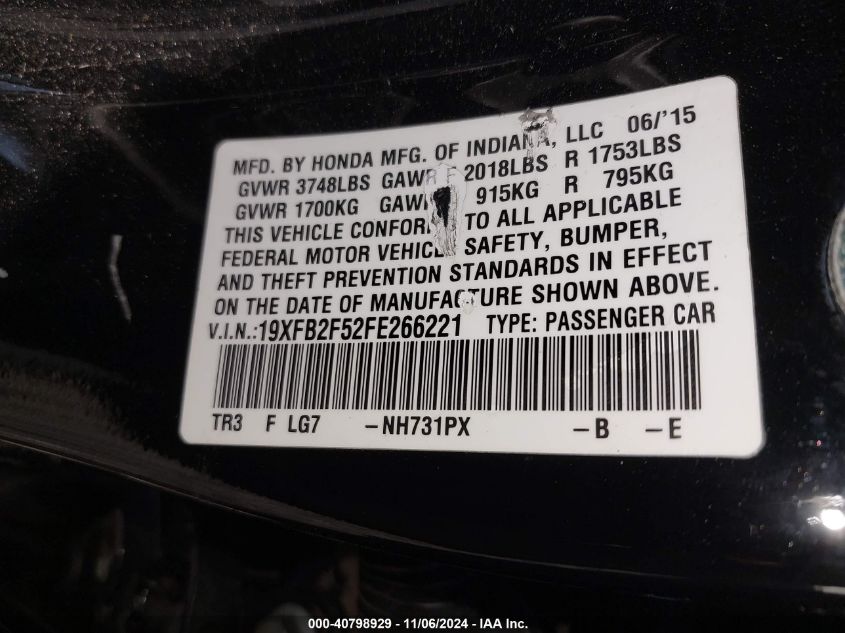 MFD. BY HONDA MFG. OF INDIANA, LLC 06/'15
GVWR 3748LBS GAWR F 2018LBS R 1753LBS
GVWR 1700KG GAWR 915KG R 795KG
THIS VEHICLE CONFORMS TO ALL APPLICABLE
FEDERAL MOTOR VEHICLE SAFETY, BUMPER,
AND THEFT PREVENTION STANDARDS IN EFFECT
ON THE DATE OF MANUFACTURE SHOWN ABOVE.
V.I.N.:19XFB2F52FE266221 TYPE: PASSENGER CAR
TR3 F LG7 -NH731PX -B -E
000-40798929 - 11/06/2024 - IAA Inc.